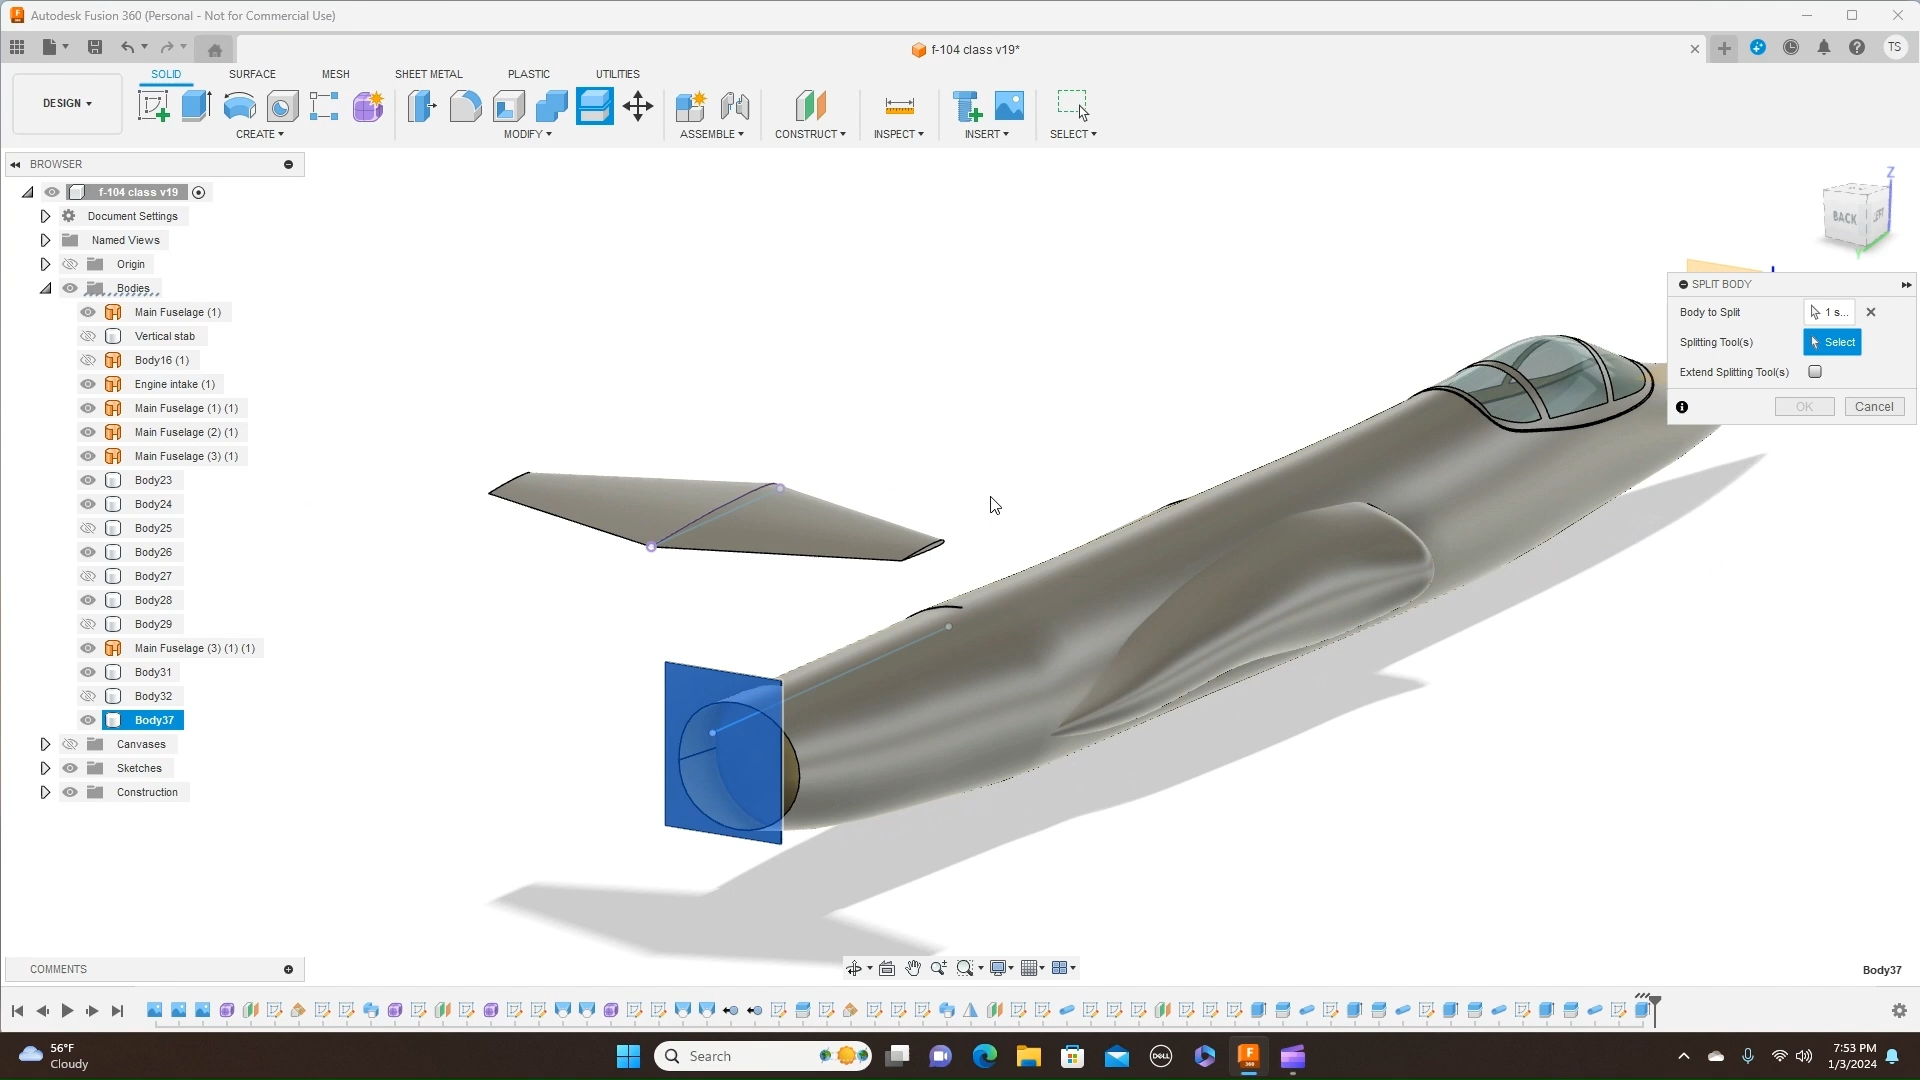 Autodesk Fusion 360 (Personal - Not for Commercial Use)
f-104 class v19*
TS
DESIGN
SOLID
SURFACE
MESH
SHEET METAL
PLASTIC
UTILITIES
CREATE
MODIFY
ASSEMBLE
CONSTRUCT
INSPECT
INSERT
SELECT
BROWSER
f-104 class v19
Document Settings
Named Views
Origin
Bodies
Main Fuselage (1)
Vertical stab
Body16 (1)
Engine intake (1)
Main Fuselage (1) (1)
Main Fuselage (2) (1)
Main Fuselage (3) (1)
Body23
Body24
Body25
Body26
Body27
Body28
Body29
Main Fuselage (3) (1) (1)
Body31
Body32
Body37
Canvases
Sketches
Construction
Z
BACK
LEFT
Y
SPLIT BODY
Body to Split
1 s...
Splitting Tool(s)
Select
Extend Splitting Tool(s)
OK
Cancel
COMMENTS
Body37
56°F
Cloudy
Search
DELL
F
360
7:53 PM
1/3/2024